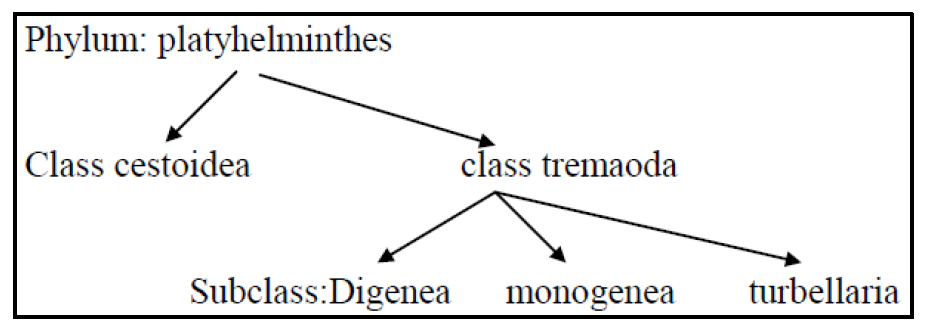 Phylum: platyhelminthes
Class cestoidea class tremaoda
Subclass:Digenea monogenea turbellaria